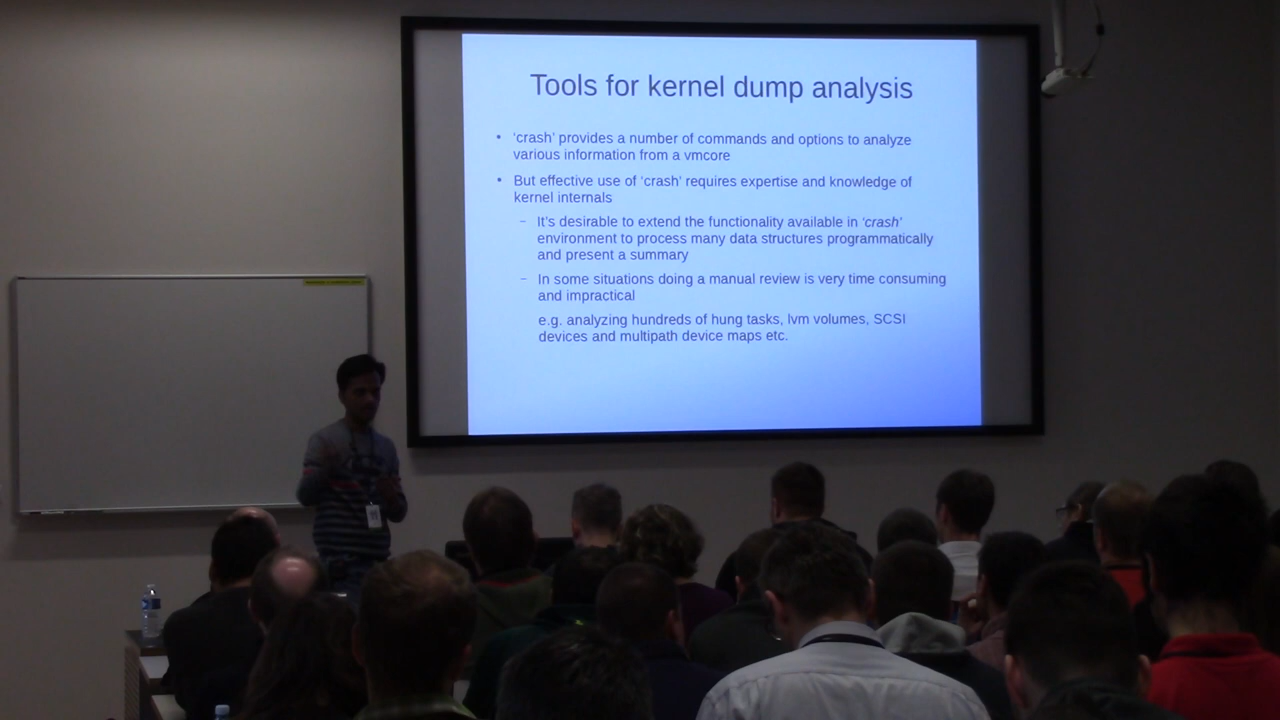 Tools for kernel dump analysis
• ‘crash’ provides a number of commands and options to analyze
various information from a vmcore
• But effective use of ‘crash’ requires expertise and knowledge of
kernel internals
– It’s desirable to extend the functionality available in ‘crash’
environment to process many data structures programmatically
and present a summary
– In some situations doing a manual review is very time consuming
and impractical
e.g. analyzing hundreds of hung tasks, lvm volumes, SCSI
devices and multipath device maps etc.